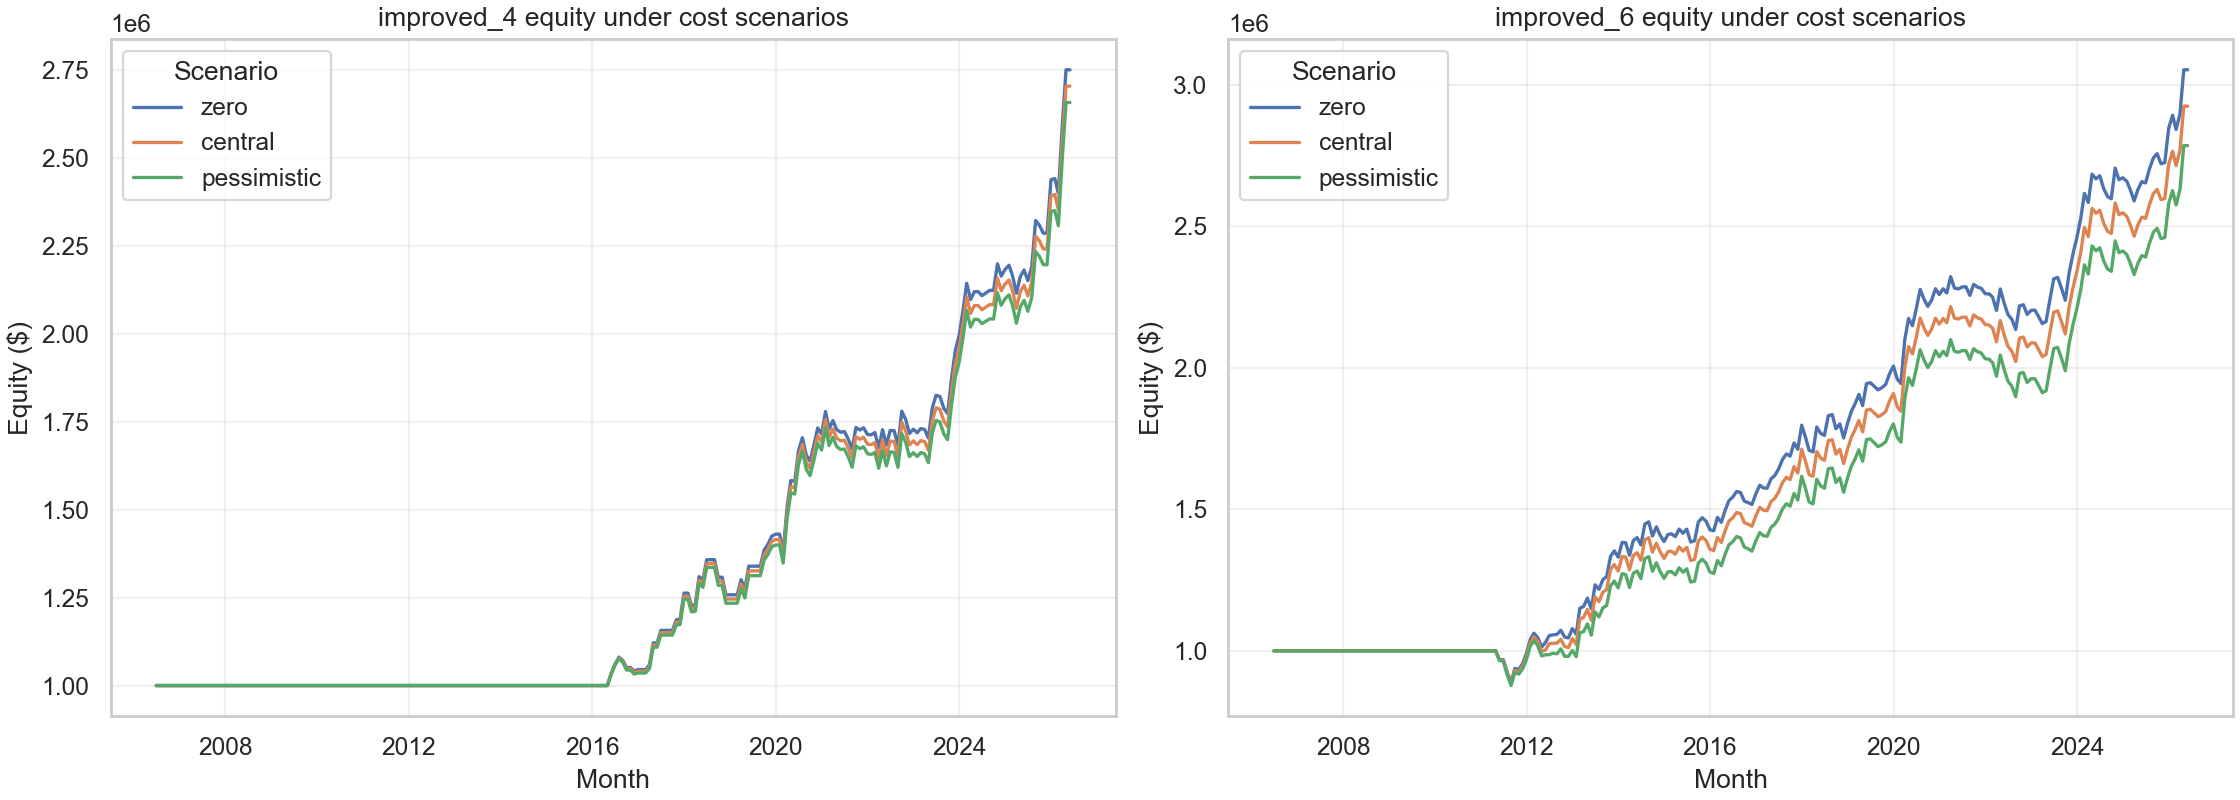 improved_4 equity under cost scenarios
1e6
Scenario
zero
central
pessimistic
2.75
2.50
2.25
2.00
1.75
1.50
1.25
1.00
Equity ($)
2008
2012
2016
2020
2024
Month
improved_6 equity under cost scenarios
1e6
Scenario
zero
central
pessimistic
3.0
2.5
2.0
1.5
1.0
Equity ($)
2008
2012
2016
2020
2024
Month